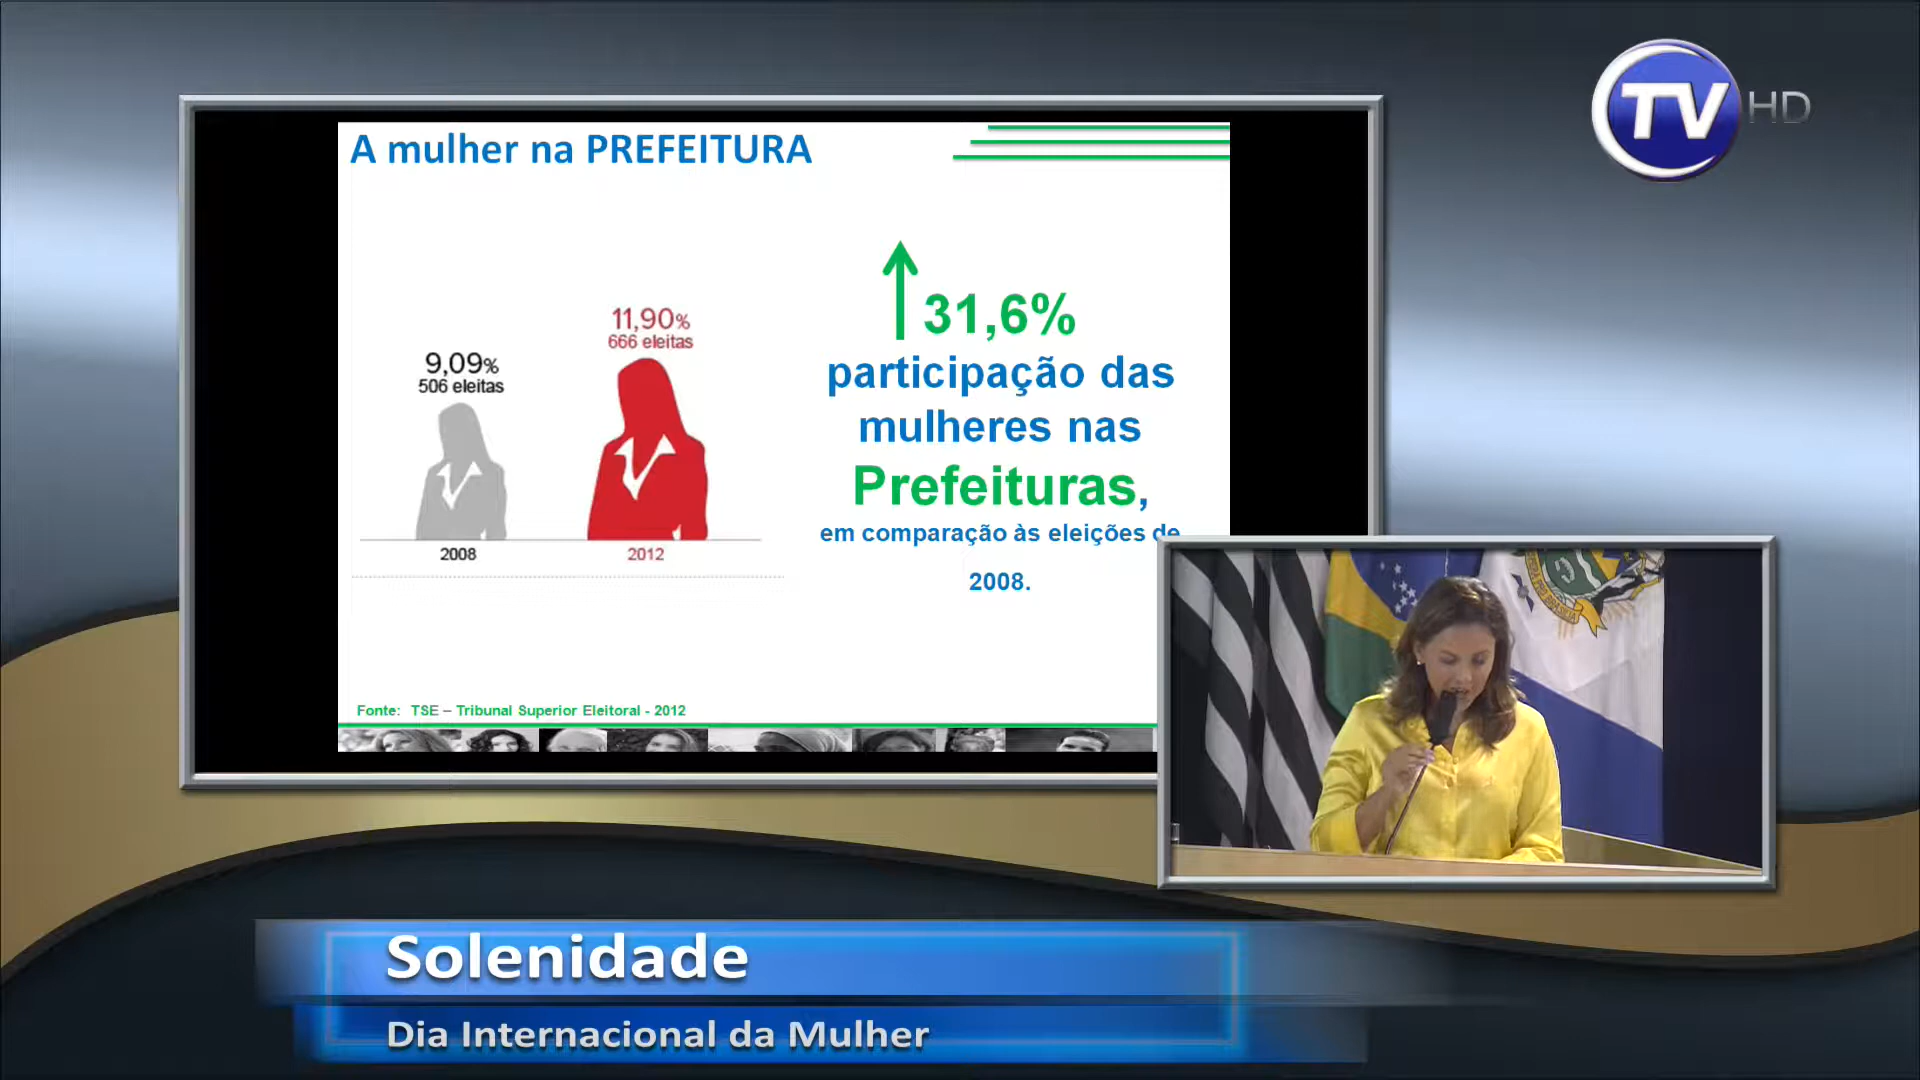 TV HD
A mulher na PREFEITURA
31,6%
participação das
mulheres nas
Prefeituras,
em comparação às eleições de
2008.
11,90%
666 eleitas
9,09%
506 eleitas
2008
2012
Fonte: TSE – Tribunal Superior Eleitoral - 2012
Solenidade
Dia Internacional da Mulher